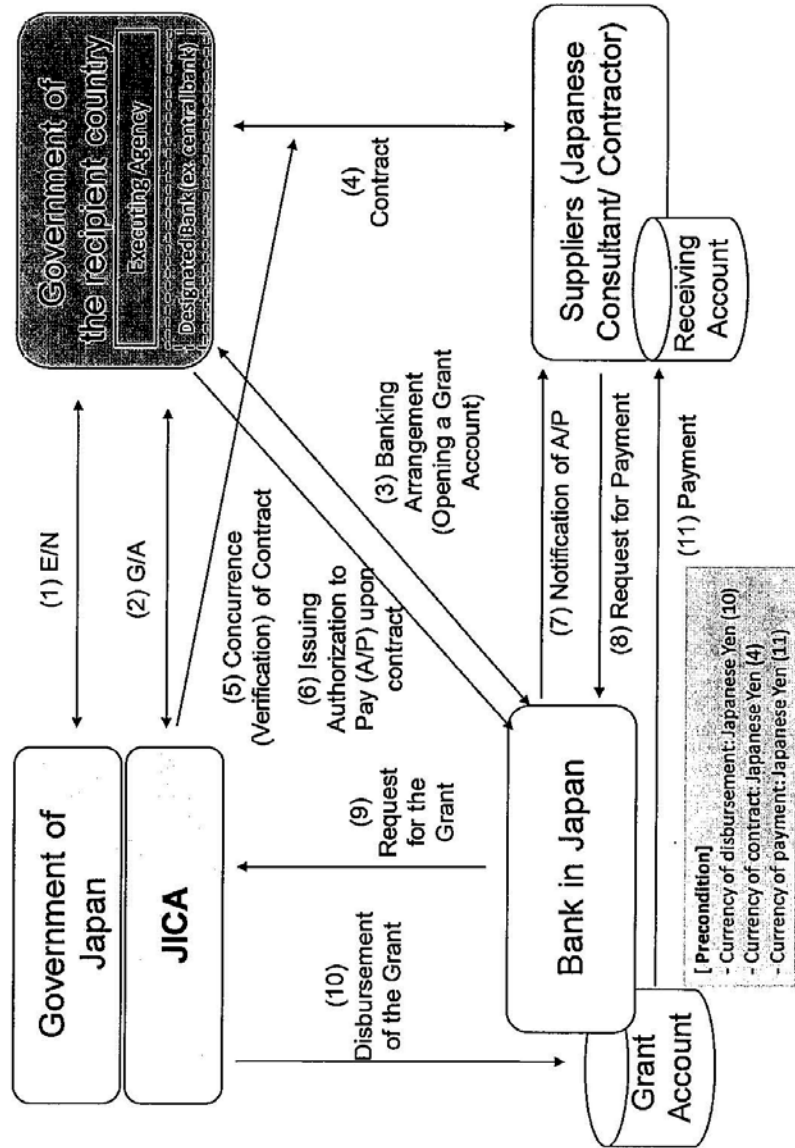 Government of
Japan
JICA
(1) E/N
(2) G/A
Government of
the recipient country
Executing Agency
Designated Bank (ex. central bank)
(5) Concurrence
(Verification) of Contract
(6) Issuing
Authorization to
Pay (A/P) upon
contract
(3) Banking
Arrangement
(Opening a Grant
Account)
(4)
Contract
(9)
Request
for the
Grant
(10)
Disbursement
of the Grant
Bank in Japan
Grant
Account
(7) Notification of A/P
(8) Request for Payment
(11) Payment
Suppliers (Japanese
Consultant/ Contractor)
Receiving
Account
[ Precondition]
- Currency of disbursement: Japanese Yen (10)
- Currency of contract: Japanese Yen (4)
- Currency of payment: Japanese Yen (11)